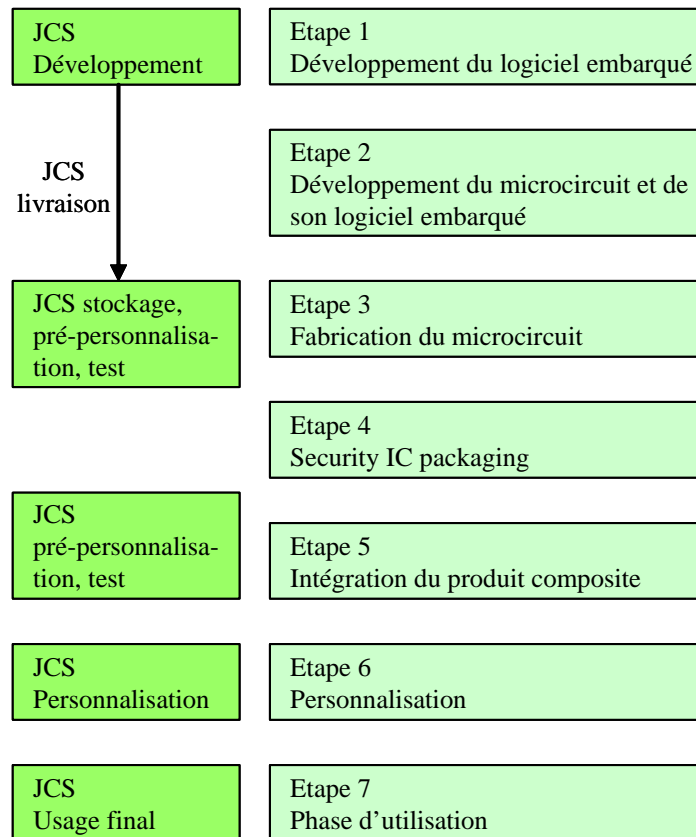 JCS
Développement
Etape 1
Développement du logiciel embarqué
JCS
livraison
Etape 2
Développement du microcircuit et de
son logiciel embarqué
JCS stockage,
pré-personnalisa-
tion, test
Etape 3
Fabrication du microcircuit
Etape 4
Security IC packaging
JCS
pré-personnalisa-
tion, test
Etape 5
Intégration du produit composite
JCS
Personnalisation
Etape 6
Personnalisation
JCS
Usage final
Etape 7
Phase d’utilisation